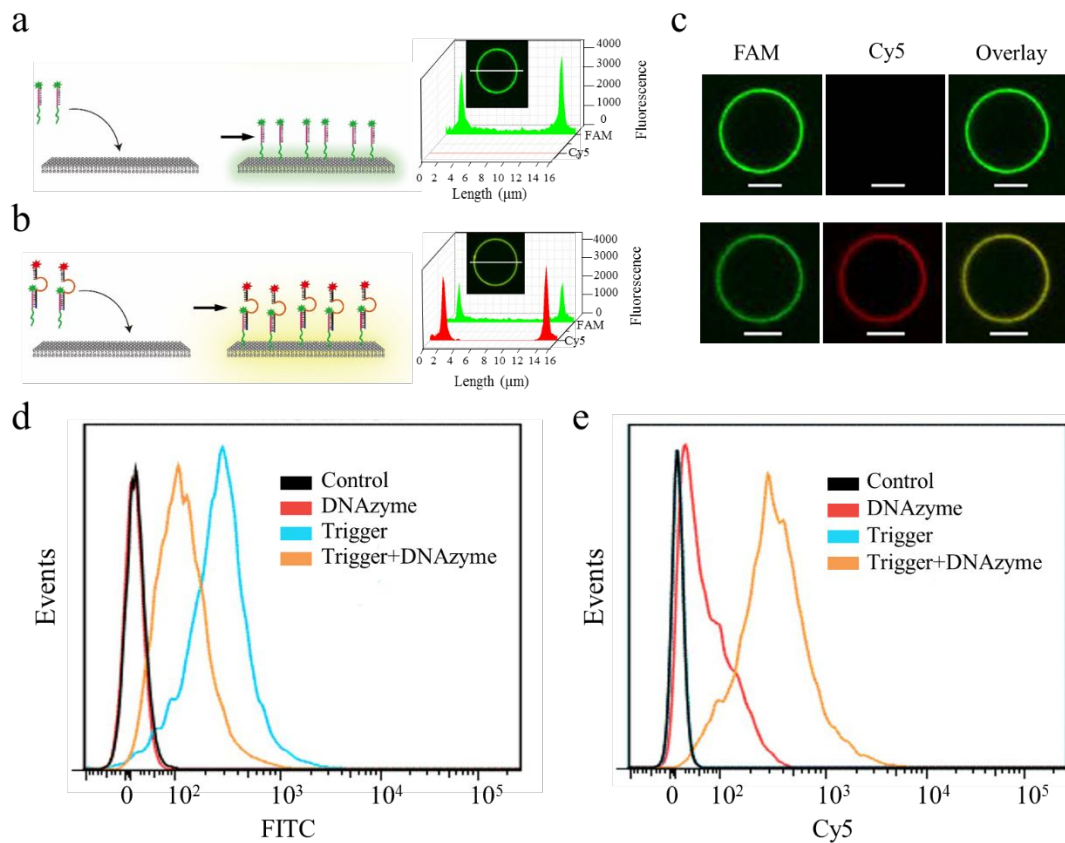 a
4000
3000
2000
1000
0
Fluorescence
FAM
Cy5
0 2 4 6 8 10 12 14 16
Length (μm)
b
4000
3000
2000
1000
0
Fluorescence
FAM
Cy5
0 2 4 6 8 10 12 14 16
Length (μm)
c
FAM Cy5 Overlay
d
Control
DNAzyme
Trigger
Trigger+DNAzyme
Events
0 10² 10³ 10⁴ 10⁵
FITC
e
Control
DNAzyme
Trigger
Trigger+DNAzyme
Events
0 10² 10³ 10⁴ 10⁵
Cy5